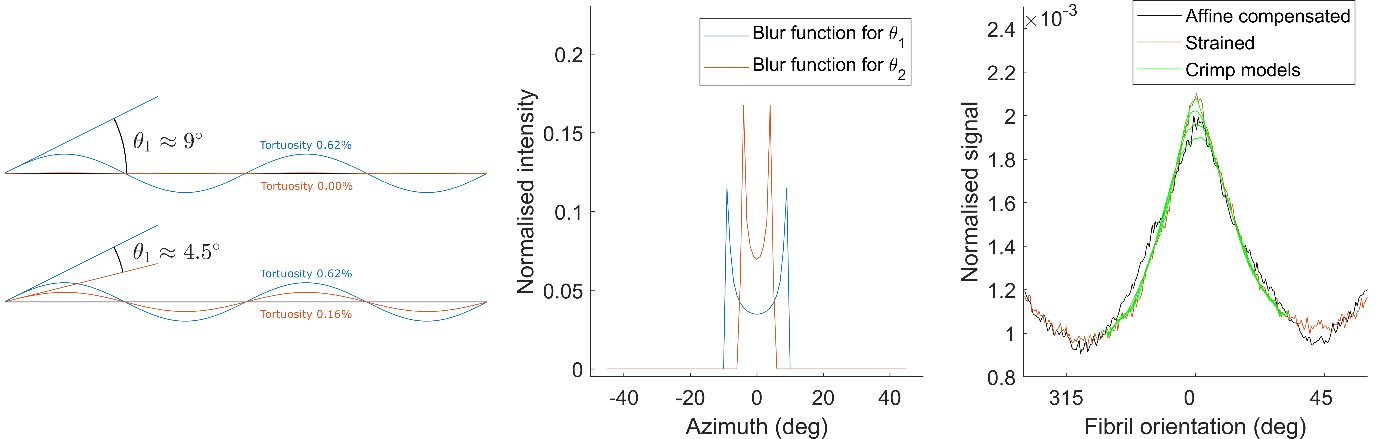 θ₁ ≈ 9°
Tortuosity 0.62%
Tortuosity 0.00%
θ₁ ≈ 4.5°
Tortuosity 0.62%
Tortuosity 0.16%
Blur function for θ₁
Blur function for θ₂
Normalised intensity
0.2
0.15
0.1
0.05
0
-40 -20 0 20 40
Azimuth (deg)
×10⁻³
Affine compensated
Strained
Crimp models
Normalised signal
2.4
2.2
2
1.8
1.6
1.4
1.2
1
0.8
315 0 45
Fibril orientation (deg)